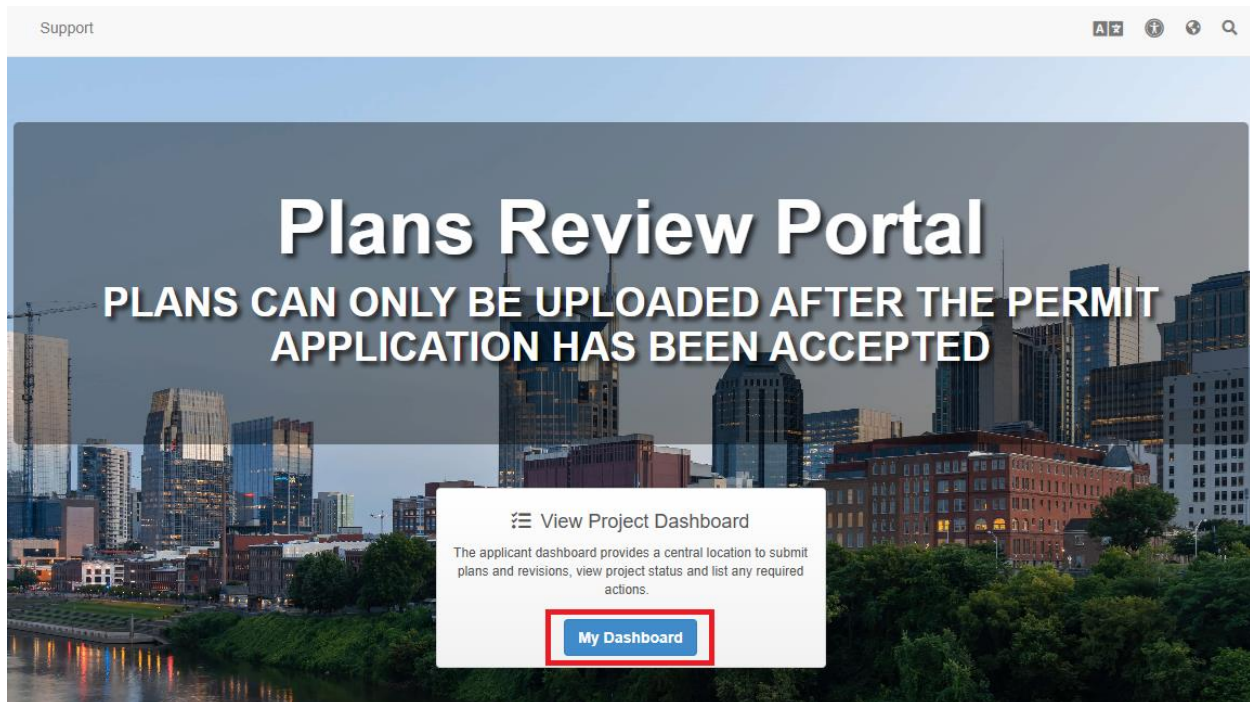 Support
Plans Review Portal
PLANS CAN ONLY BE UPLOADED AFTER THE PERMIT
APPLICATION HAS BEEN ACCEPTED
View Project Dashboard
The applicant dashboard provides a central location to submit
plans and revisions, view project status and list any required
actions.
My Dashboard